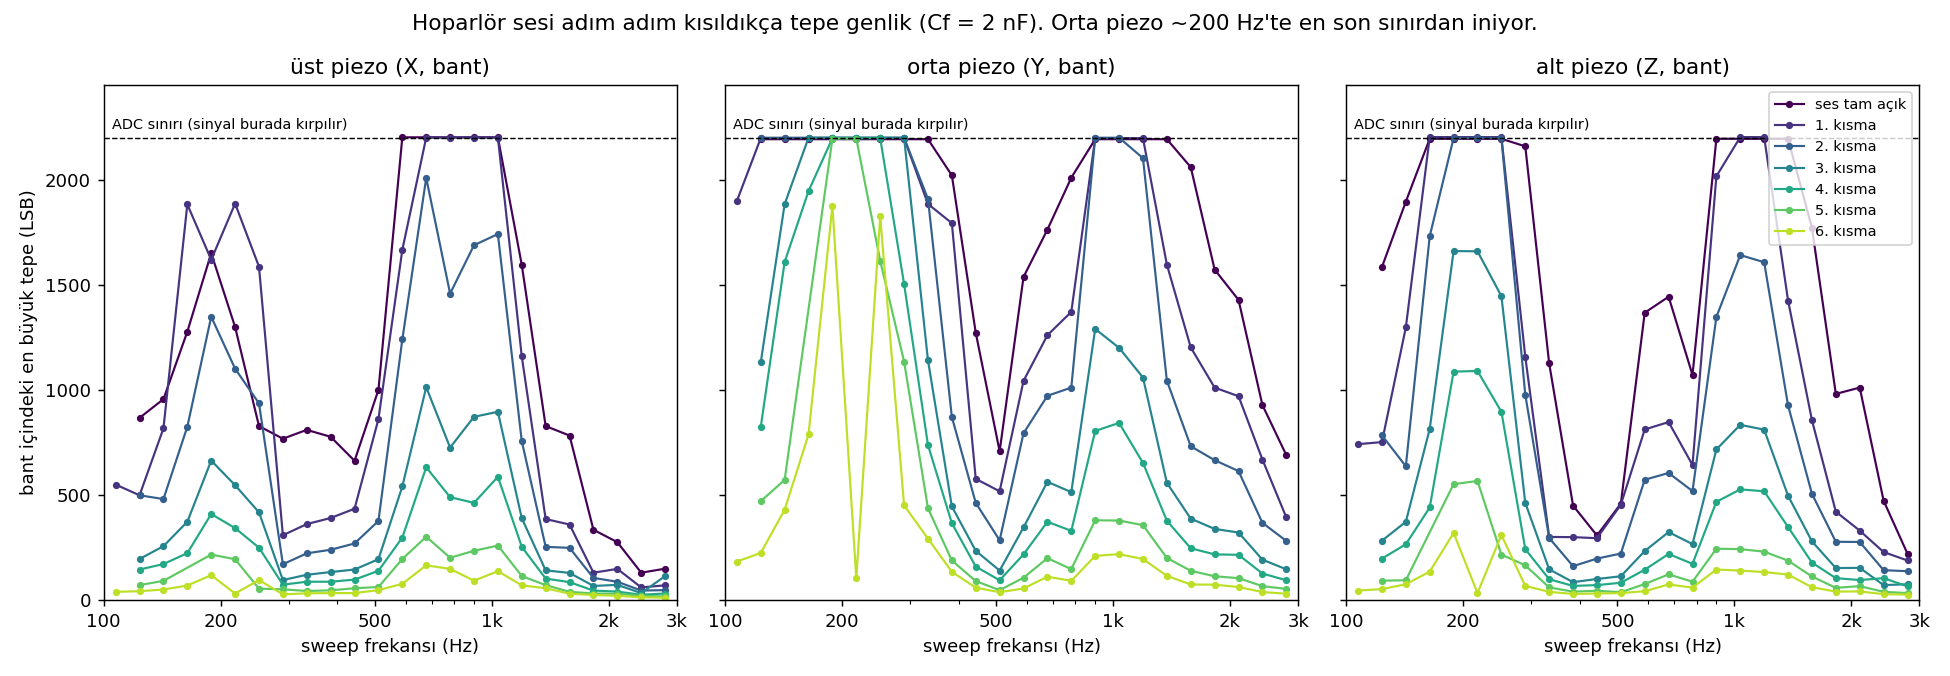 Hoparlör sesi adım adım kısıldıkça tepe genlik (Cf = 2 nF). Orta piezo ~200 Hz'te en son sınırdan iniyor.
üst piezo (X, bant)
ADC sınırı (sinyal burada kırpılır)
bant içindeki en büyük tepe (LSB)
2000
1500
1000
500
0
100 200 500 1k 2k 3k
sweep frekansı (Hz)
orta piezo (Y, bant)
ADC sınırı (sinyal burada kırpılır)
100 200 500 1k 2k 3k
sweep frekansı (Hz)
alt piezo (Z, bant)
ADC sınırı (sinyal burada kırpılır)
ses tam açık
1. kısma
2. kısma
3. kısma
4. kısma
5. kısma
6. kısma
100 200 500 1k 2k 3k
sweep frekansı (Hz)